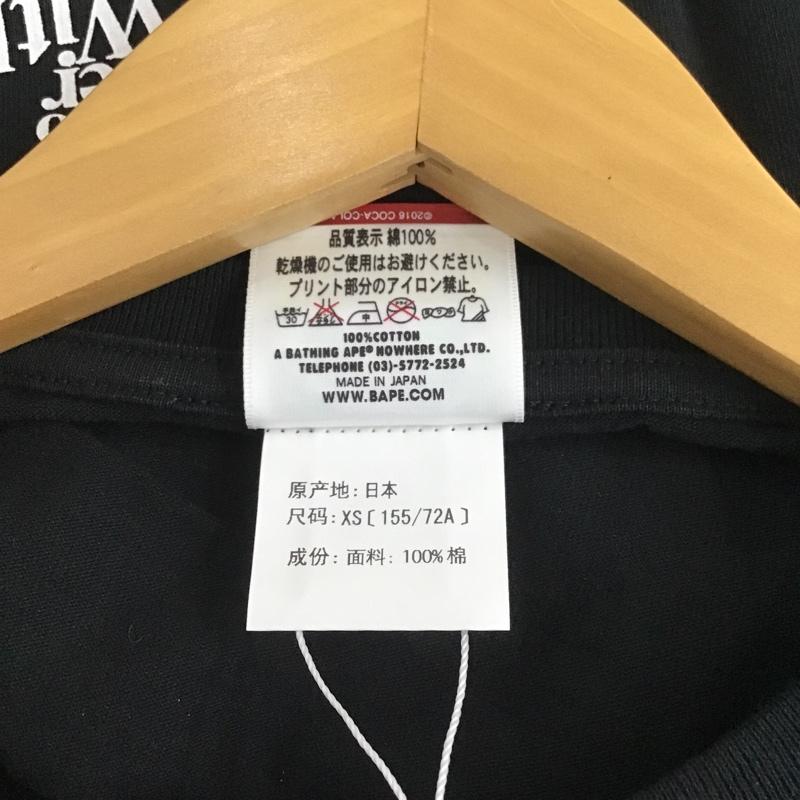 With
©2016 COCA-COLA
品質表示 綿100%
乾燥機のご使用はお避けください。
プリント部分のアイロン禁止。
30
中
100%COTTON
A BATHING APE® NOWHERE CO.,LTD.
TELEPHONE (03)-5772-2524
MADE IN JAPAN
WWW.BAPE.COM
原产地: 日本
尺码: XS〔155/72A〕
成份: 面料: 100% 棉